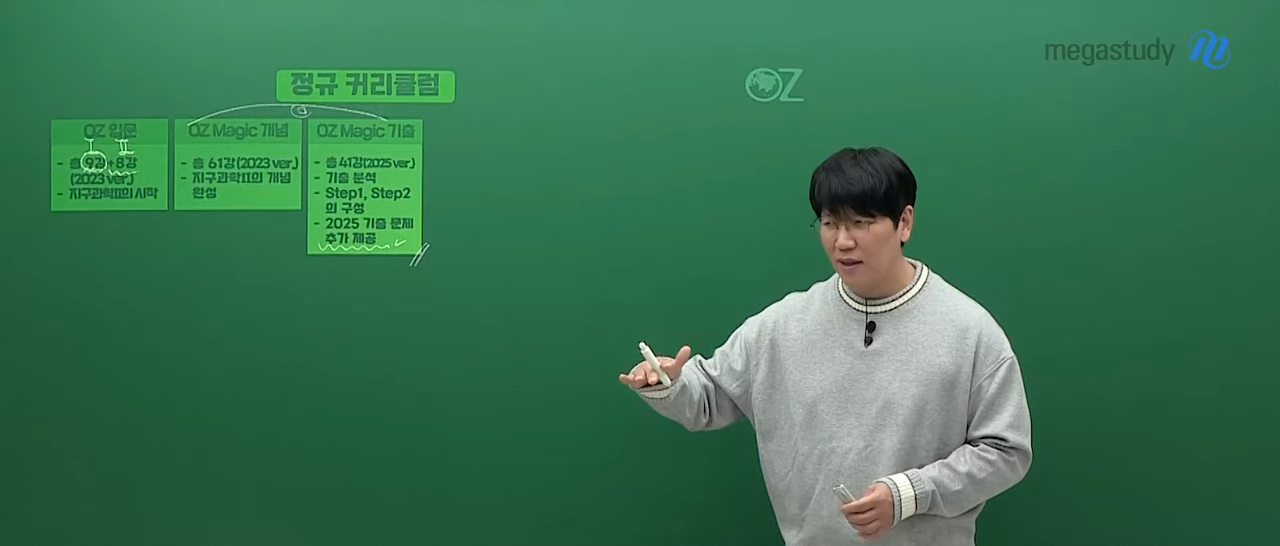 megastudy
정규 커리큘럼
OZ
OZ 입문
I II
- 총 9강+8강
(2023 ver.)
- 지구과학II의 시작
OZ Magic 개념
- 총 61강(2023 ver.)
- 지구과학II의 개념
완성
OZ Magic 기출
- 총 41강(2025 ver.)
- 기출 분석
- Step1, Step2
의 구성
- 2025 기출 문제
추가 제공